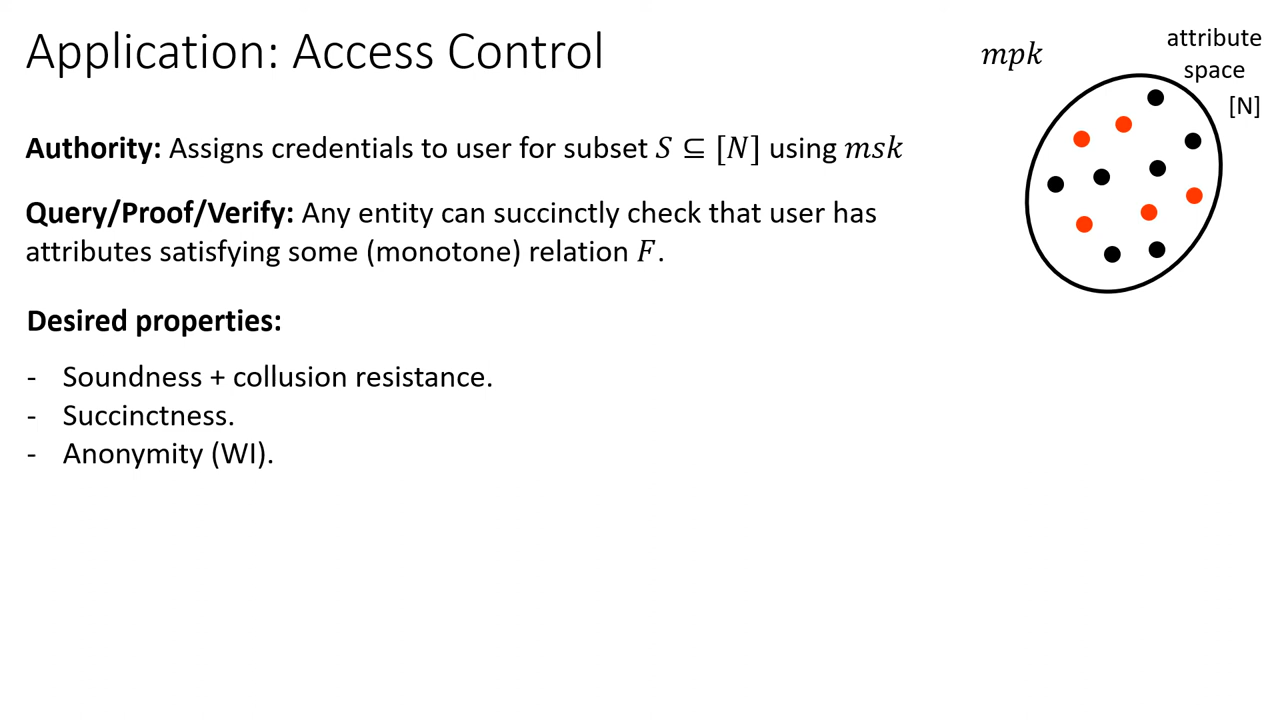 Application: Access Control
mpk
attribute
space
[N]
Authority: Assigns credentials to user for subset S ⊆ [N] using msk
Query/Proof/Verify: Any entity can succinctly check that user has
attributes satisfying some (monotone) relation F.
Desired properties:
- Soundness + collusion resistance.
- Succinctness.
- Anonymity (WI).